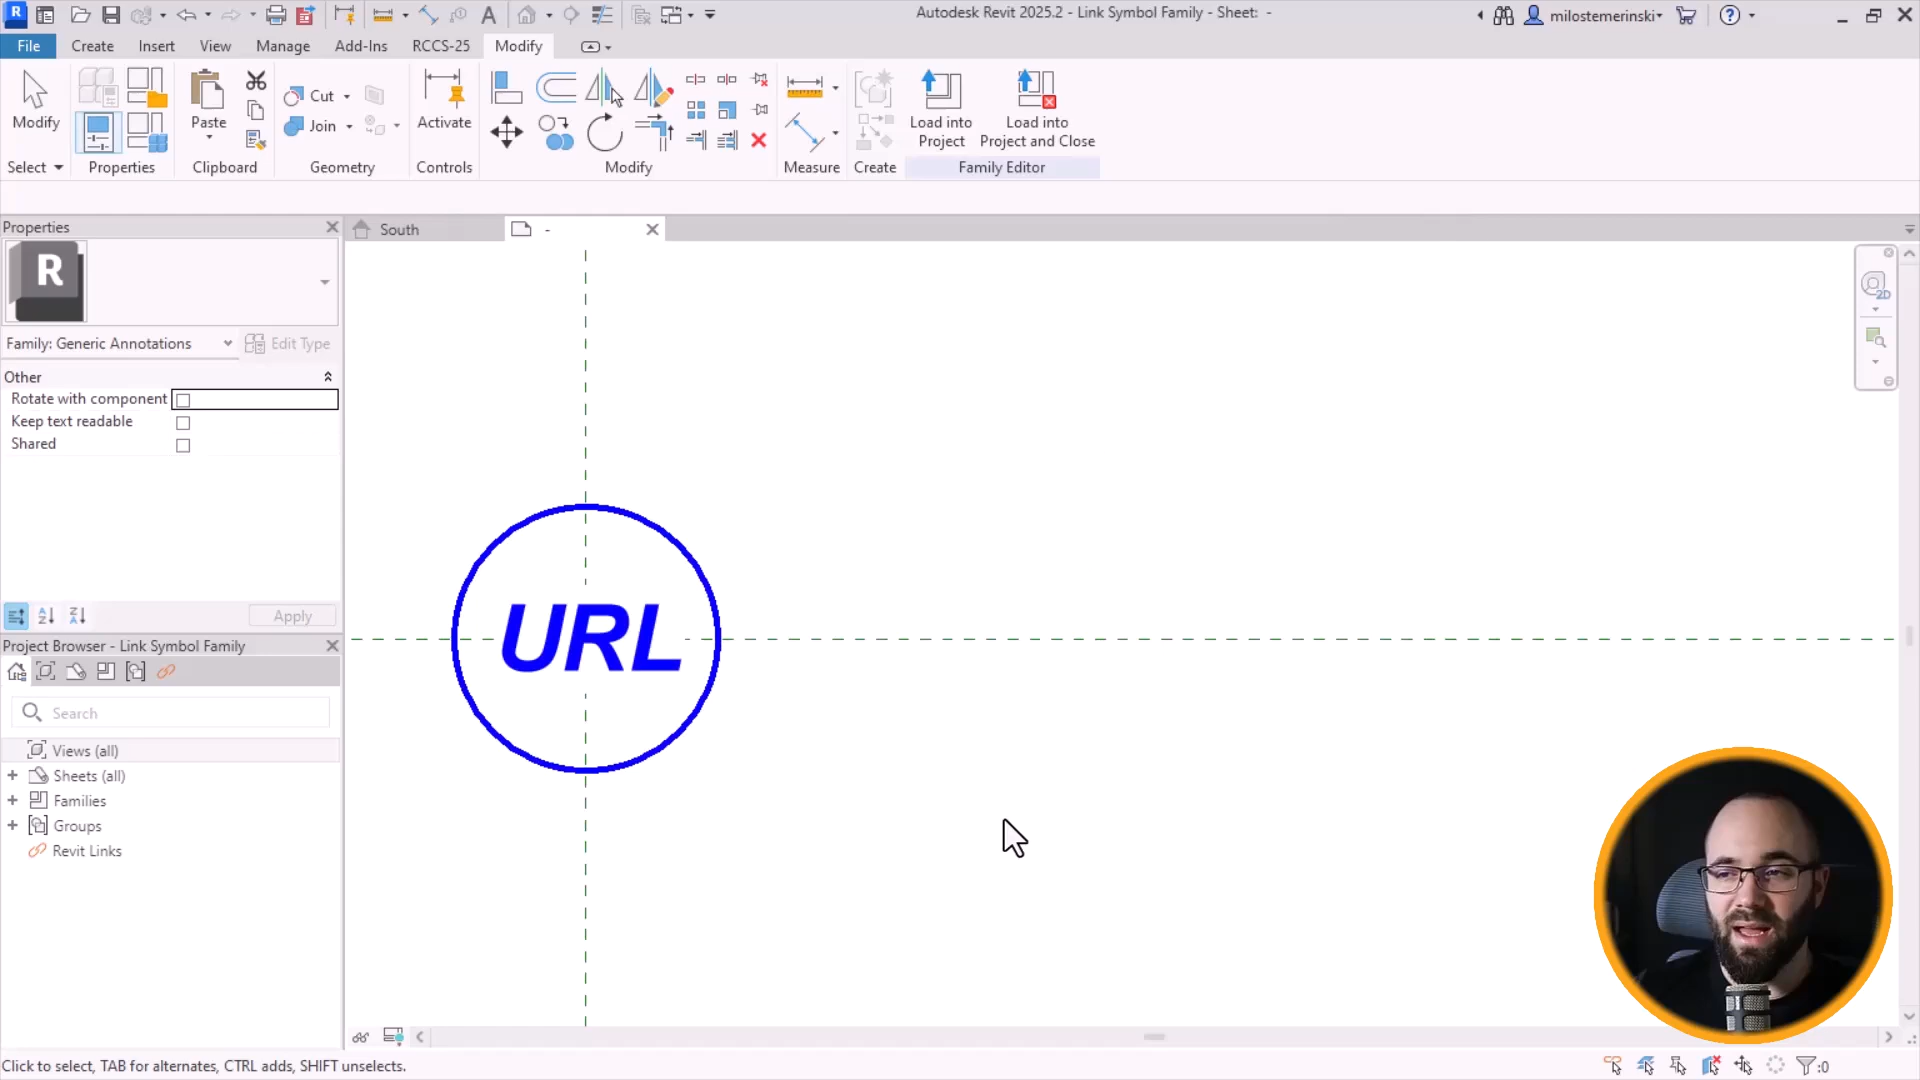 Autodesk Revit 2025.2 - Link Symbol Family - Sheet: -
milostemerinski
File
Create
Insert
View
Manage
Add-Ins
RCCS-25
Modify
Modify
Paste
Cut
Join
Activate
Load into
Project
Load into
Project and Close
Select
Properties
Clipboard
Geometry
Controls
Modify
Measure
Create
Family Editor
Properties
South
-
R
Family: Generic Annotations
Edit Type
Other
Rotate with component
Keep text readable
Shared
Apply
Project Browser - Link Symbol Family
Search
Views (all)
Sheets (all)
Families
Groups
Revit Links
URL
2D
Click to select, TAB for alternates, CTRL adds, SHIFT unselects.
:0